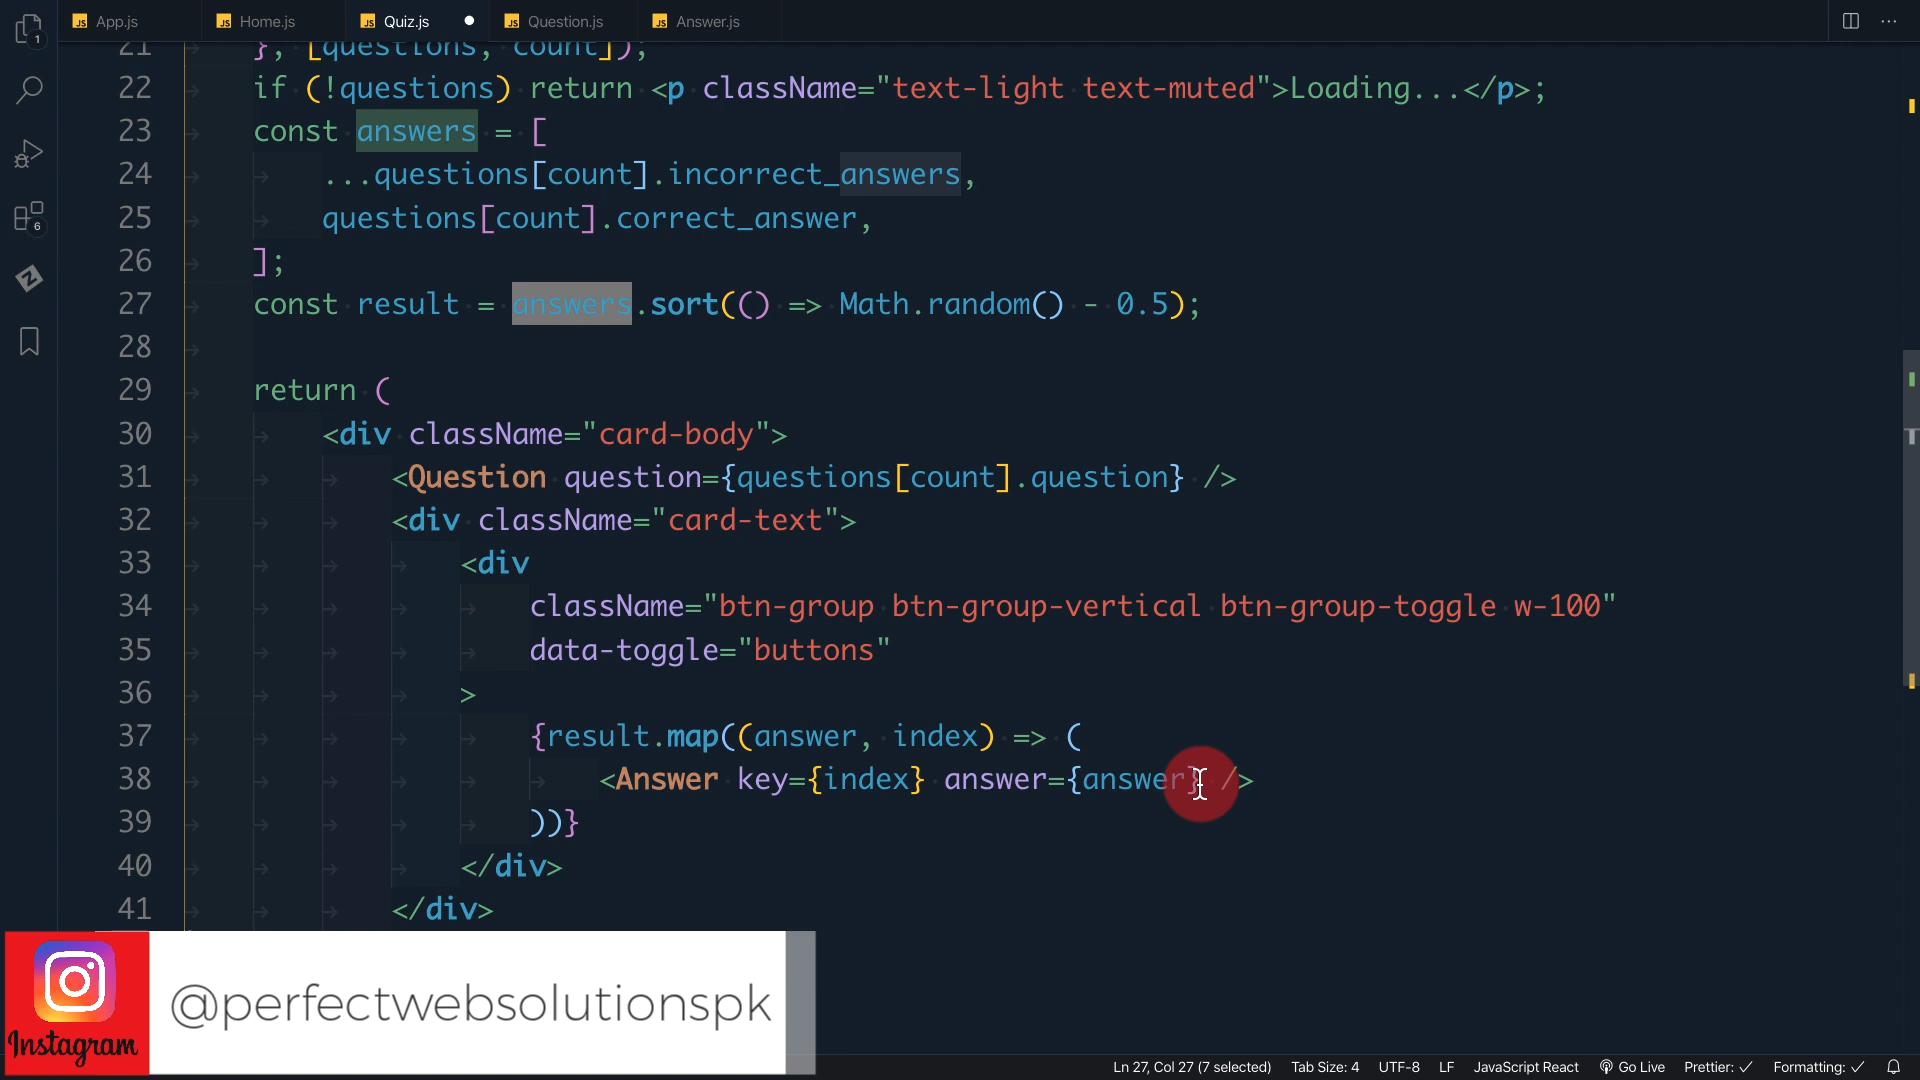 App.js Home.js Quiz.js Question.js Answer.js
21 }, [questions, count]);
22 if (!questions) return <p className="text-light text-muted">Loading...</p>;
23 const answers = [
24 ...questions[count].incorrect_answers,
25 questions[count].correct_answer,
26 ];
27 const result = answers.sort(() => Math.random() - 0.5);
28
29 return (
30 <div className="card-body">
31 <Question question={questions[count].question} />
32 <div className="card-text">
33 <div
34 className="btn-group btn-group-vertical btn-group-toggle w-100"
35 data-toggle="buttons"
36 >
37 {result.map((answer, index) => (
38 <Answer key={index} answer={answer} />
39 ))}
40 </div>
41 </div>
1
6
Instagram
@perfectwebsolutionspk
Ln 27, Col 27 (7 selected) Tab Size: 4 UTF-8 LF JavaScript React Go Live Prettier: ✓ Formatting: ✓